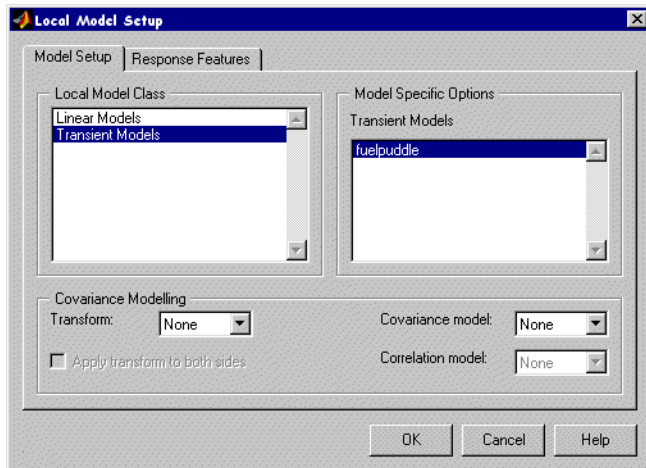 Local Model Setup
Model Setup Response Features
Local Model Class
Linear Models
Transient Models
Model Specific Options
Transient Models
fuelpuddle
Covariance Modelling
Transform: None
Covariance model: None
Apply transform to both sides
Correlation model: None
OK Cancel Help